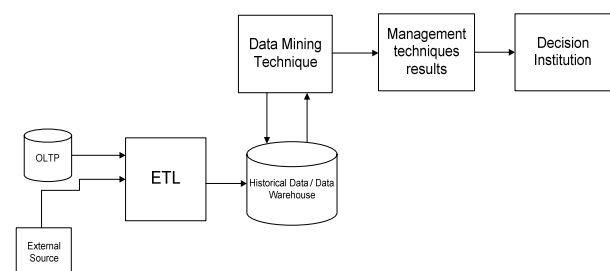 Data Mining
Technique
Management
techniques
results
Decision
Institution
OLTP
ETL
Historical Data / Data
Warehouse
External
Source